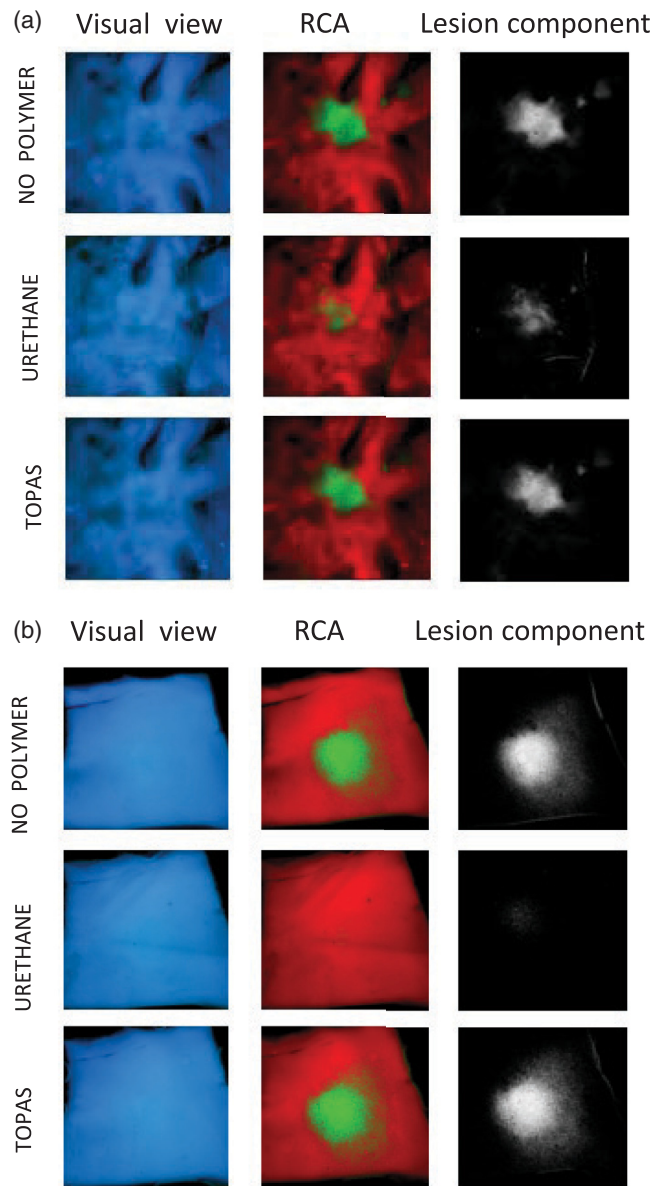 (a) Visual view RCA Lesion component
NO POLYMER
URETHANE
TOPAS
(b) Visual view RCA Lesion component
NO POLYMER
URETHANE
TOPAS